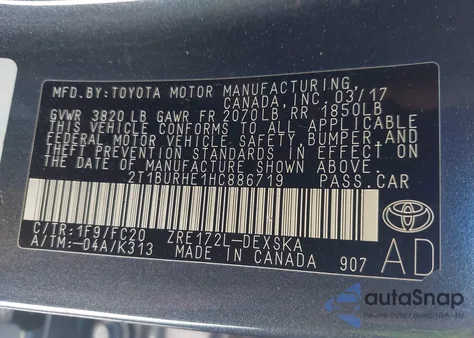 MFD.BY:TOYOTA MOTOR MANUFACTURING
CANADA, INC. 03/17
GVWR 3820 LB GAWR FR 2070LB RR 1850LB
THIS VEHICLE CONFORMS TO ALL APPLICABLE
FEDERAL MOTOR VEHICLE SAFETY, BUMPER, AND
THEFT PREVENTION STANDARDS IN EFFECT ON
THE DATE OF MANUFACTURE SHOWN ABOVE.
2T1BURHE1HC886719 PASS.CAR
C/TR:1F9/FC20 ZRE172L-DEXSKA
A/TM:-04A/K313 MADE IN CANADA 907
TOYOTA
AD
autoSnap